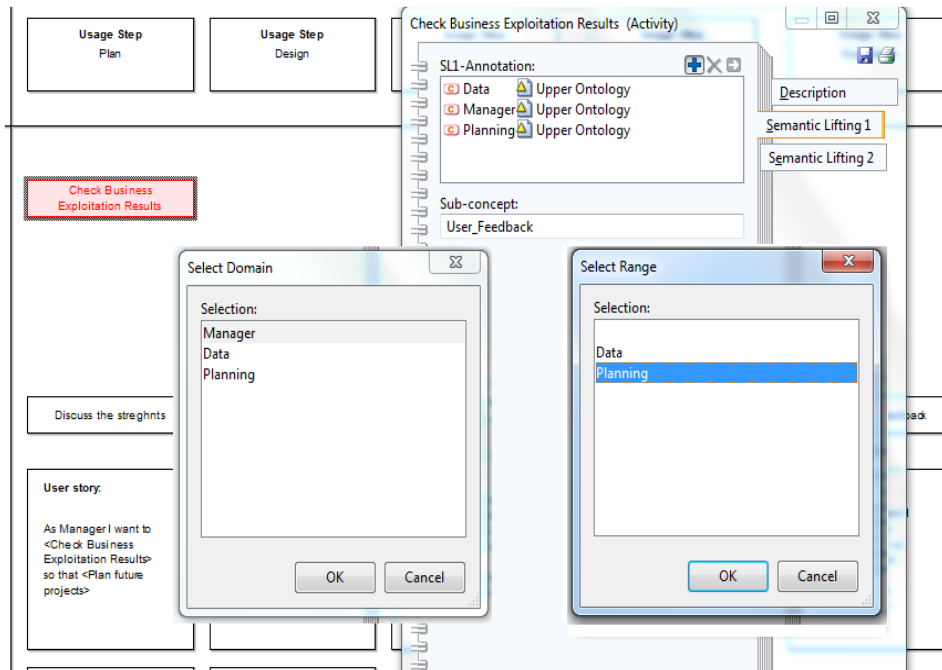 Usage Step
Plan
Usage Step
Design
Check Business Exploitation Results (Activity)
SL1-Annotation:
Data Upper Ontology
Manager Upper Ontology
Planning Upper Ontology
Sub-concept:
User_Feedback
Description
Semantic Lifting 1
Semantic Lifting 2
Check Business
Exploitation Results
Select Domain
Selection:
Manager
Data
Planning
OK Cancel
Select Range
Selection:
Data
Planning
OK Cancel
Discuss the streghnts
User story:
As Manager I want to
<Check Business
Exploitation Results>
so that <Plan future
projects>